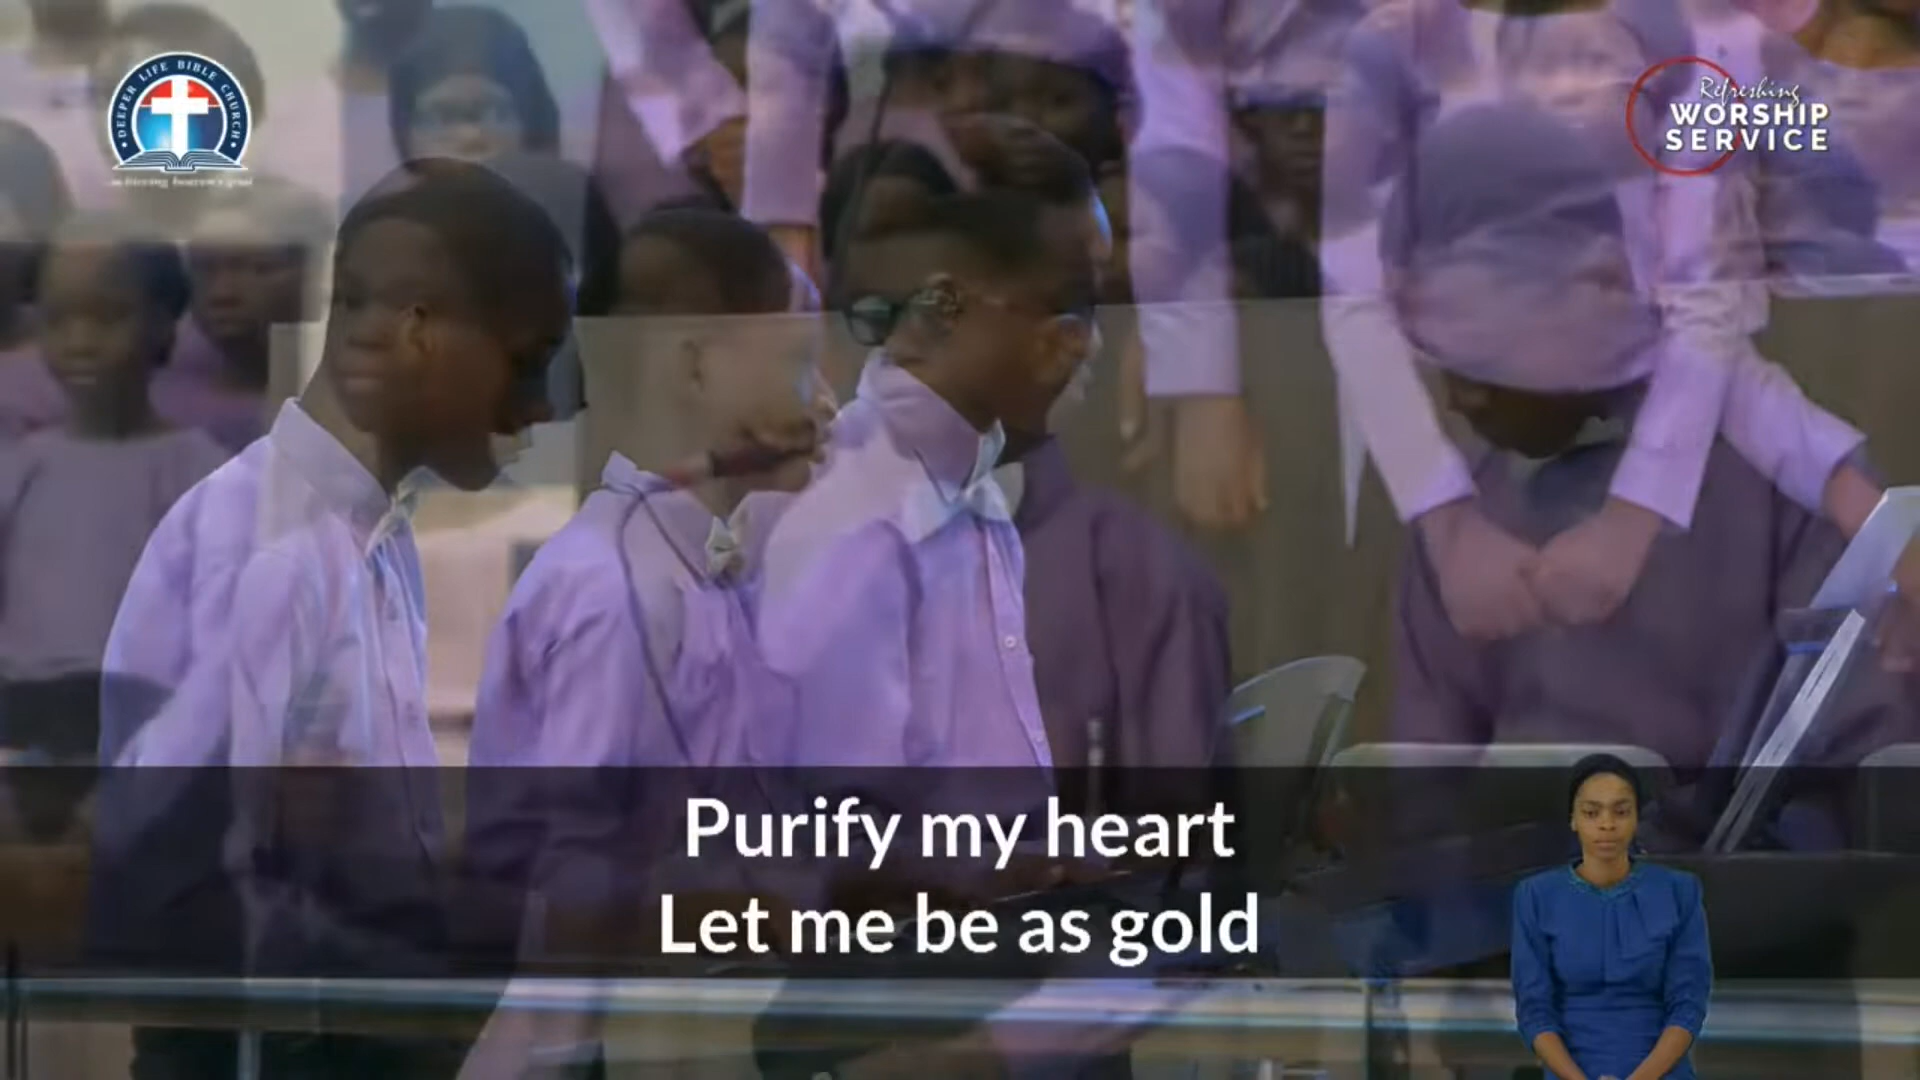 DEEPER LIFE BIBLE CHURCH
Refreshing
WORSHIP
SERVICE
Purify my heart
Let me be as gold